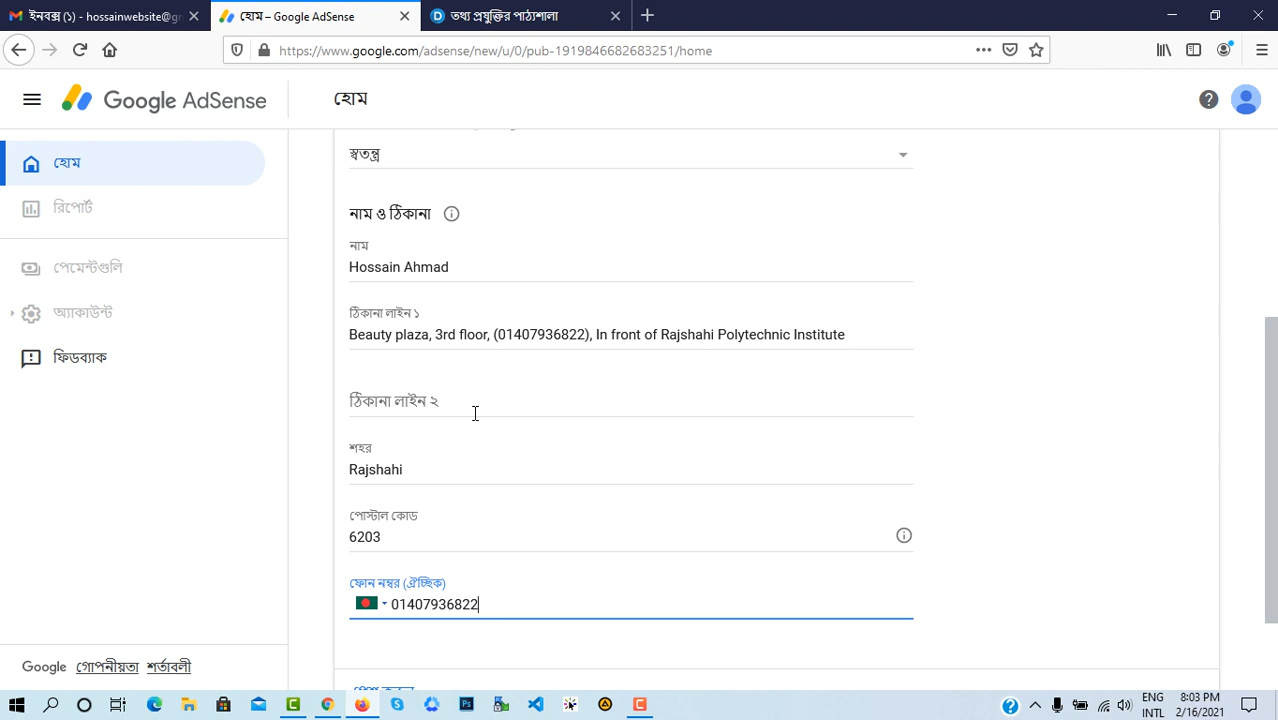 ইনবক্স (১) - hossainwebsite@gr
হোম – Google AdSense
তথ্য প্রযুক্তির পাঠ্যশালা
https://www.google.com/adsense/new/u/0/pub-1919846682683251/home
Google AdSense
হোম
হোম
রিপোর্ট
পেমেন্টগুলি
অ্যাকাউন্ট
ফিডব্যাক
স্বতন্ত্র
নাম ও ঠিকানা
নাম
Hossain Ahmad
ঠিকানা লাইন ১
Beauty plaza, 3rd floor, (01407936822), In front of Rajshahi Polytechnic Institute
ঠিকানা লাইন ২
শহর
Rajshahi
পোস্টাল কোড
6203
ফোন নম্বর (ঐচ্ছিক)
01407936822
Google গোপনীয়তা শর্তাবলী
ENG
INTL
8:03 PM
2/16/2021